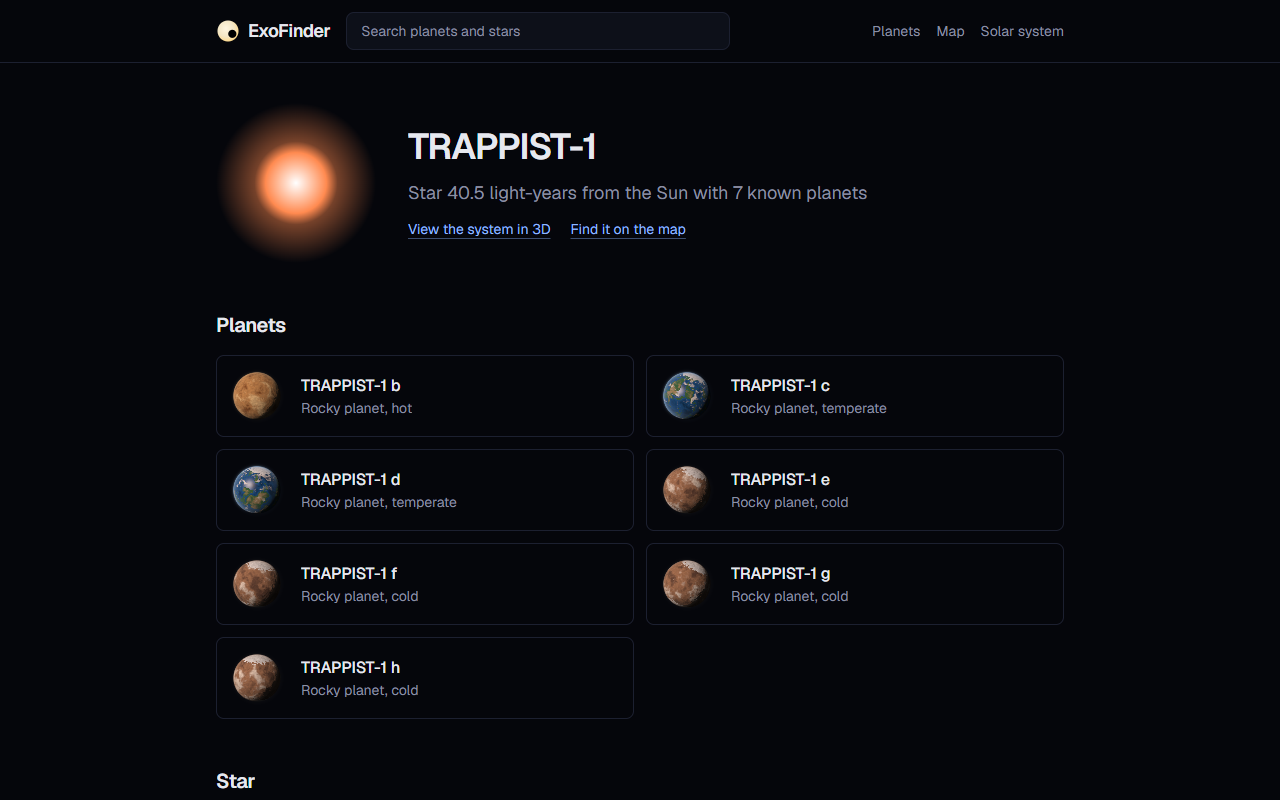 ExoFinder
Search planets and stars
Planets
Map
Solar system
TRAPPIST-1
Star 40.5 light-years from the Sun with 7 known planets
View the system in 3D
Find it on the map
Planets
TRAPPIST-1 b
Rocky planet, hot
TRAPPIST-1 c
Rocky planet, temperate
TRAPPIST-1 d
Rocky planet, temperate
TRAPPIST-1 e
Rocky planet, cold
TRAPPIST-1 f
Rocky planet, cold
TRAPPIST-1 g
Rocky planet, cold
TRAPPIST-1 h
Rocky planet, cold
Star